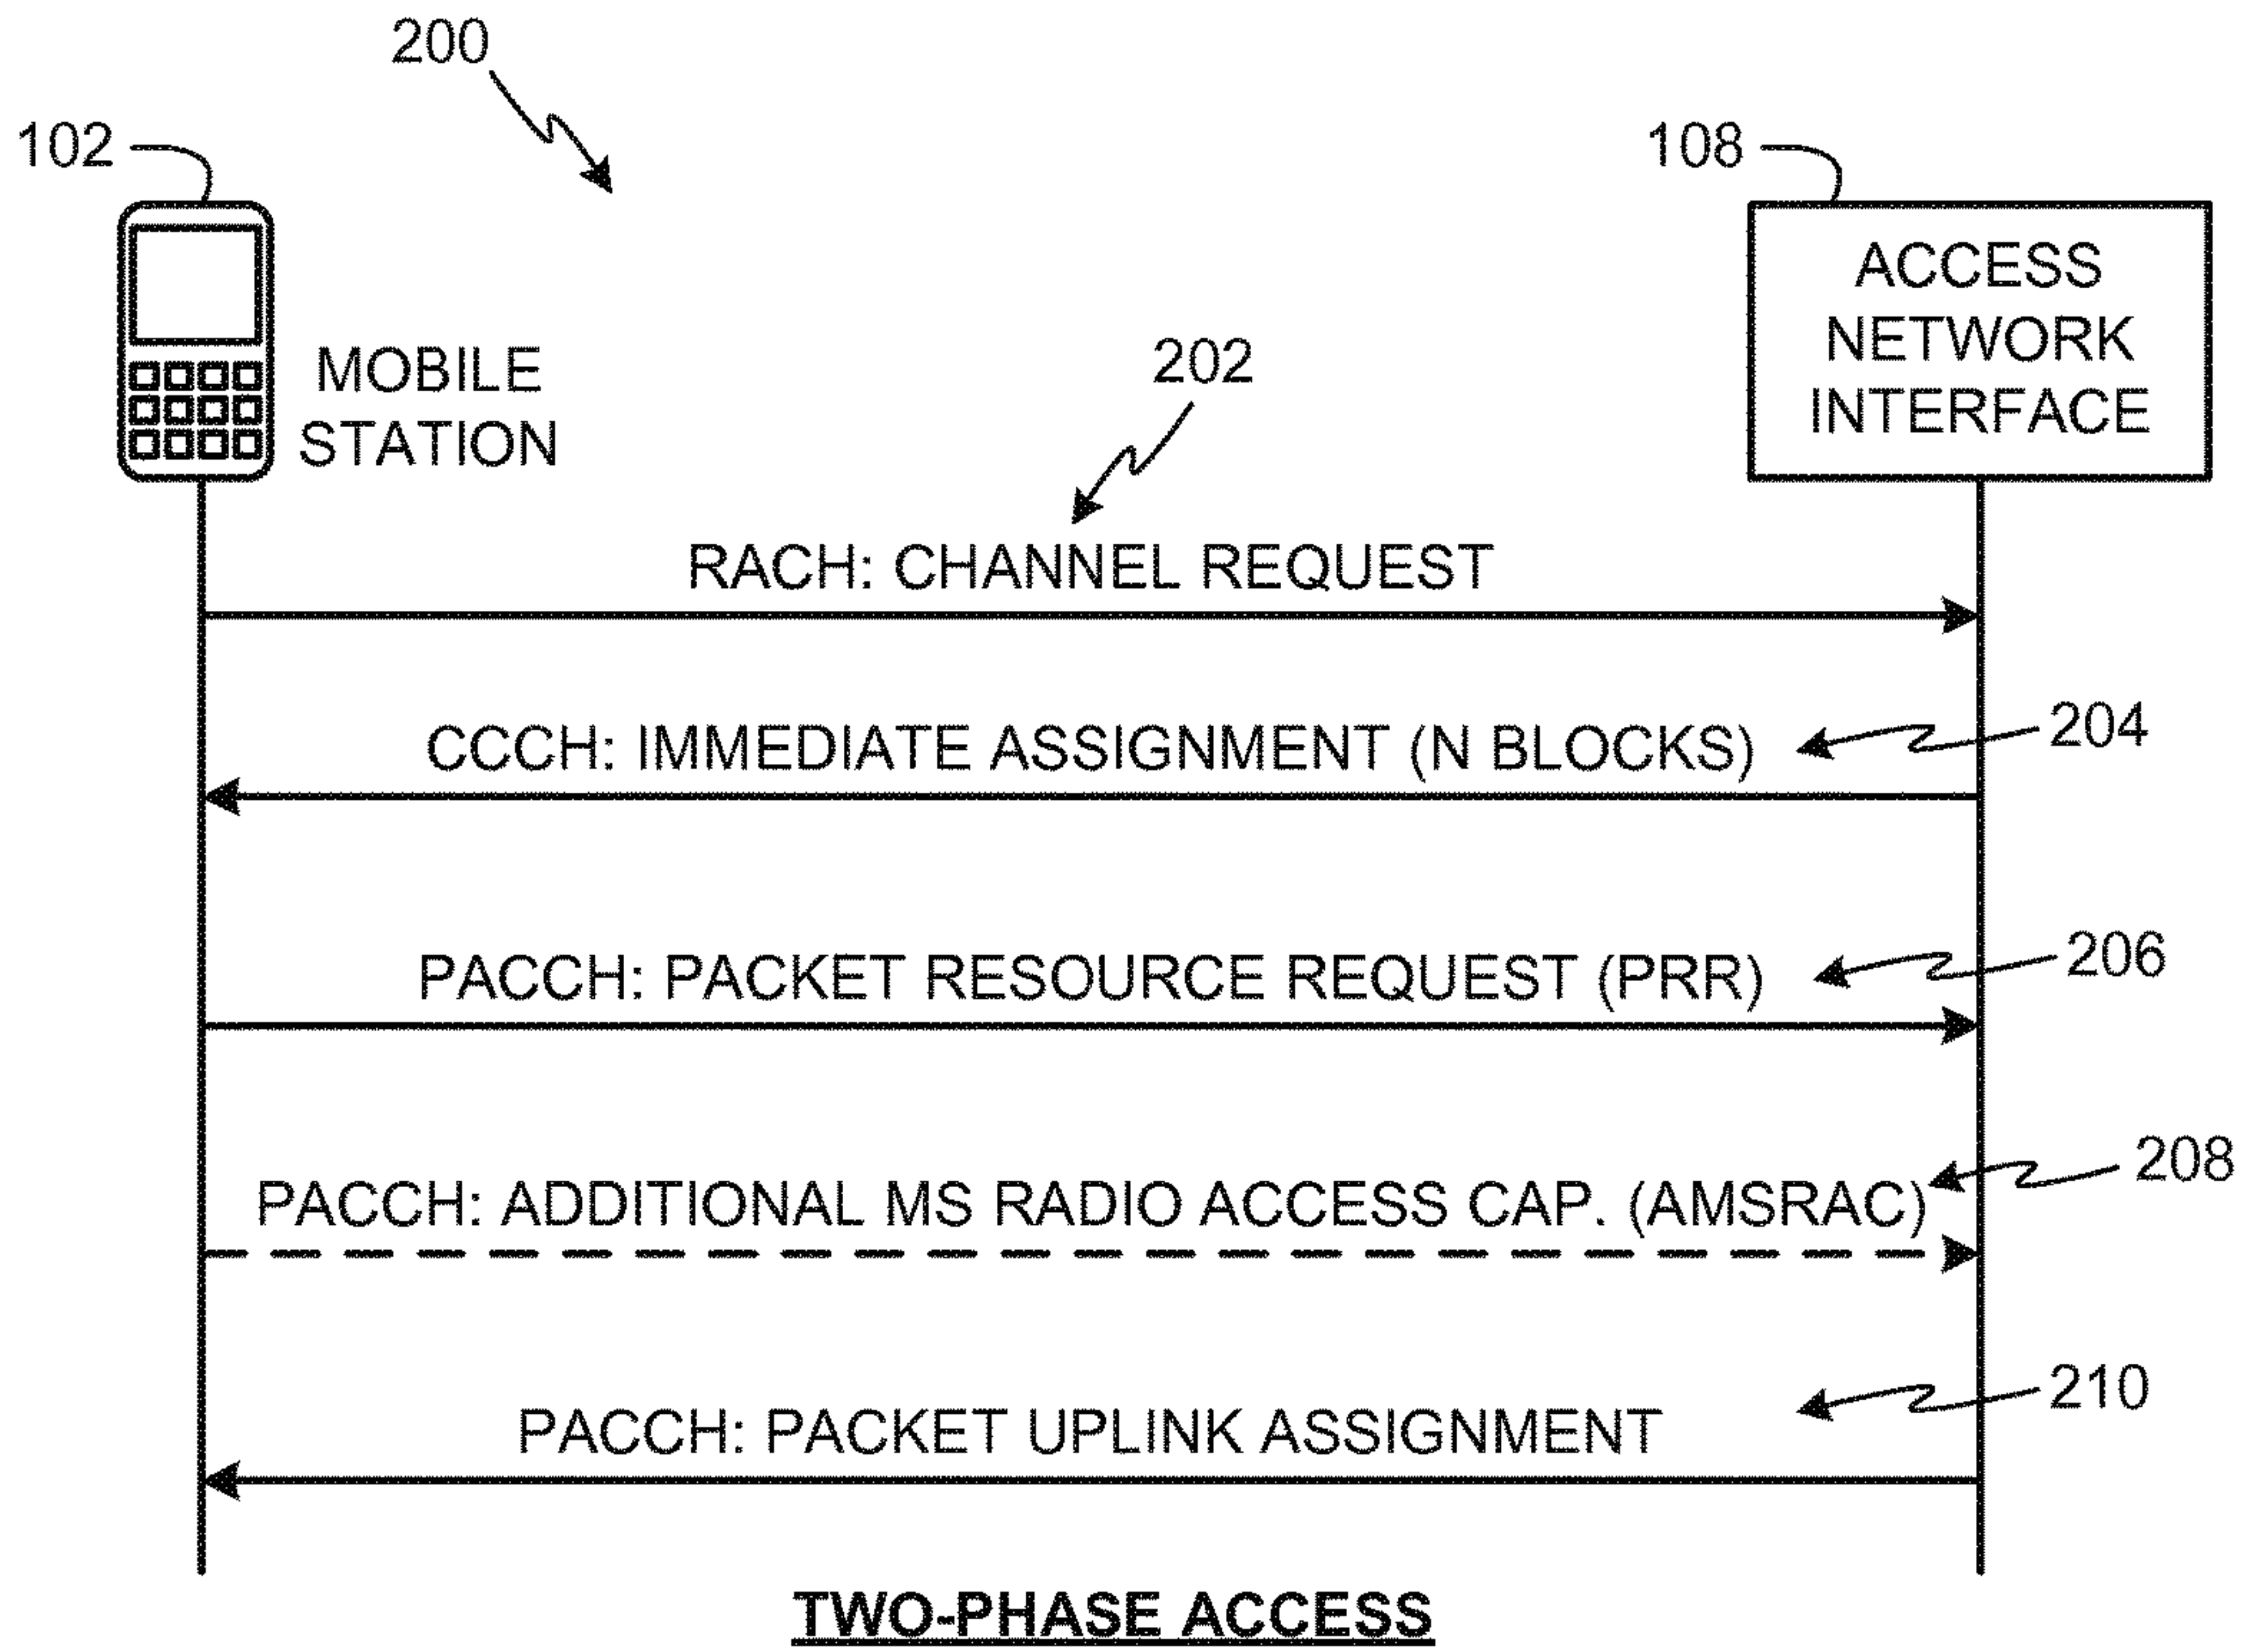 200
102
108
ACCESS
NETWORK
INTERFACE
MOBILE
STATION
202
RACH: CHANNEL REQUEST
CCCH: IMMEDIATE ASSIGNMENT (N BLOCKS)
204
PACCH: PACKET RESOURCE REQUEST (PRR)
206
PACCH: ADDITIONAL MS RADIO ACCESS CAP. (AMSRAC)
208
PACCH: PACKET UPLINK ASSIGNMENT
210
TWO-PHASE ACCESS